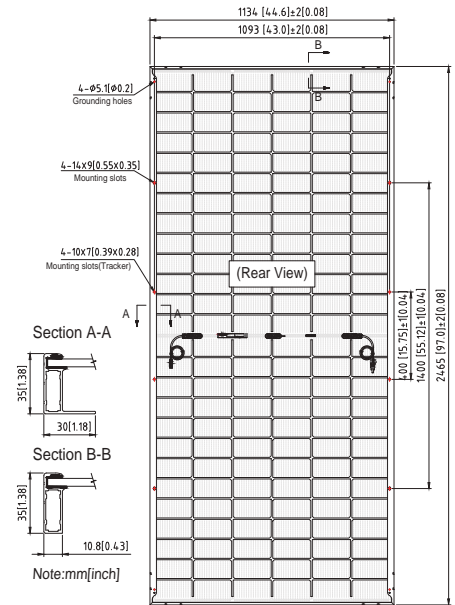 1134 [44.6]±2[0.08]
1093 [43.0]±2[0.08]
B
B
4-Ø5.1[Ø0.2]
Grounding holes
4-14x9[0.55x0.35]
Mounting slots
4-10x7[0.39x0.28]
Mounting slots(Tracker)
(Rear View)
A
A
400 [15.75]±1[0.04]
1400 [55.12]±1[0.04]
2465 [97.0]±2[0.08]
Section A-A
35[1.38]
30[1.18]
Section B-B
35[1.38]
10.8[0.43]
Note:mm[inch]